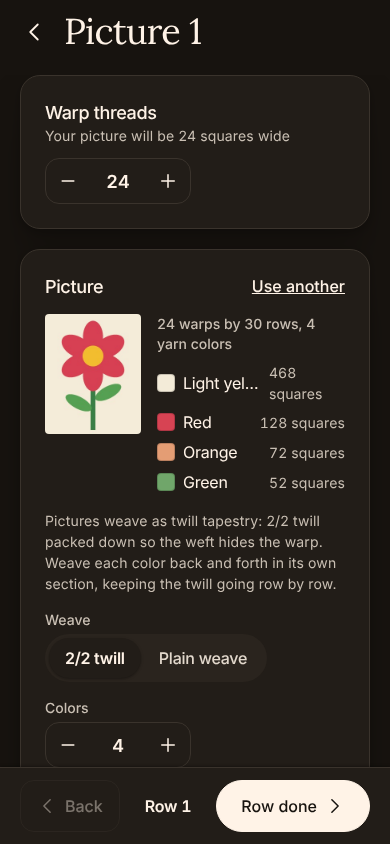 Picture 1
Warp threads
Your picture will be 24 squares wide
24
Picture
Use another
24 warps by 30 rows, 4
yarn colors
Light yel... 468
squares
Red 128 squares
Orange 72 squares
Green 52 squares
Pictures weave as twill tapestry: 2/2 twill
packed down so the weft hides the warp.
Weave each color back and forth in its own
section, keeping the twill going row by row.
Weave
2/2 twill Plain weave
Colors
4
Back Row 1 Row done